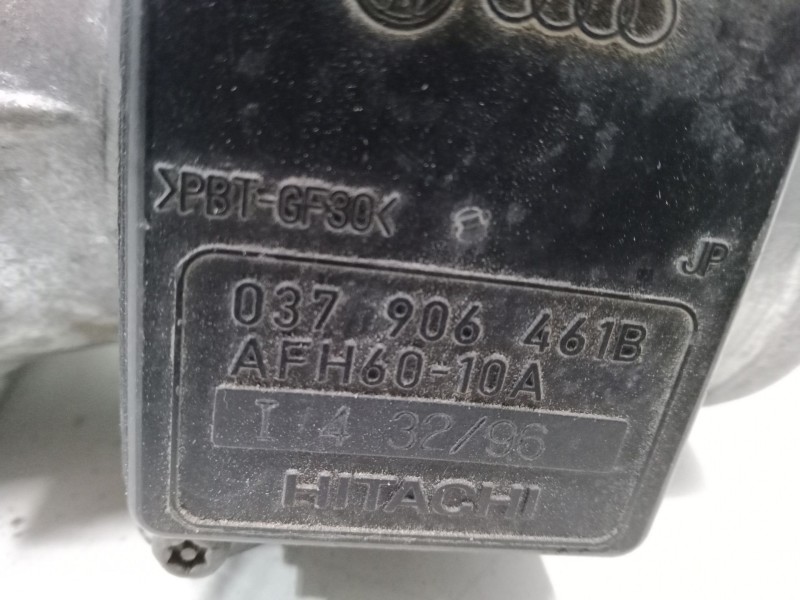 >PBT-GF30<
JP
037 906 461B
AFH60-10A
I 4 32/96
HITACHI